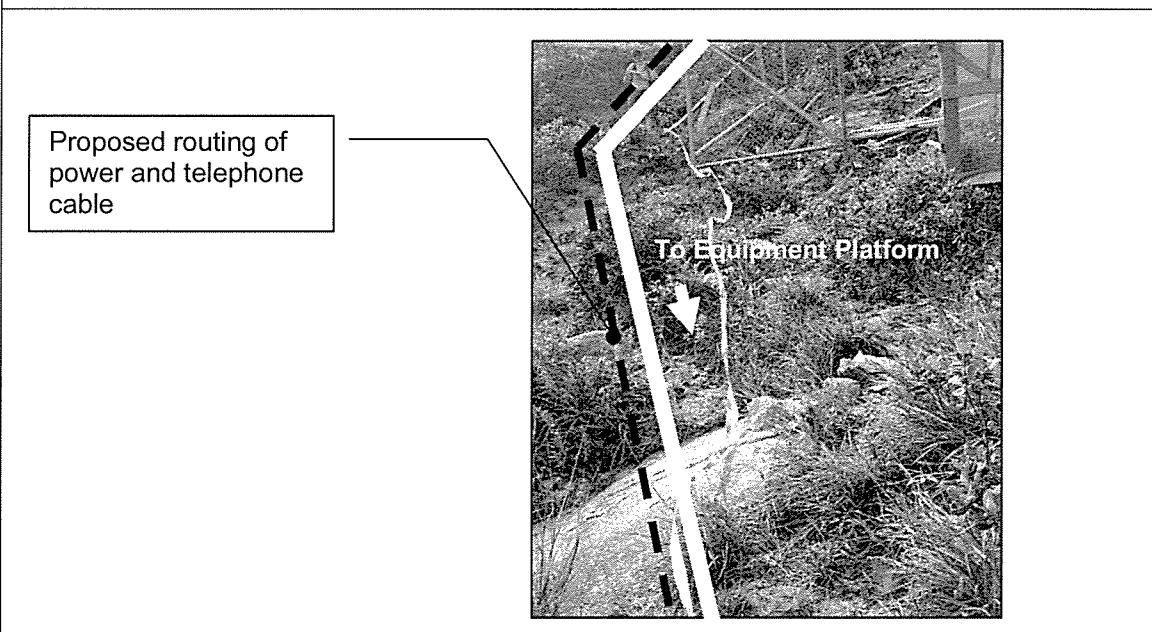 Proposed routing of
power and telephone
cable
To Equipment Platform